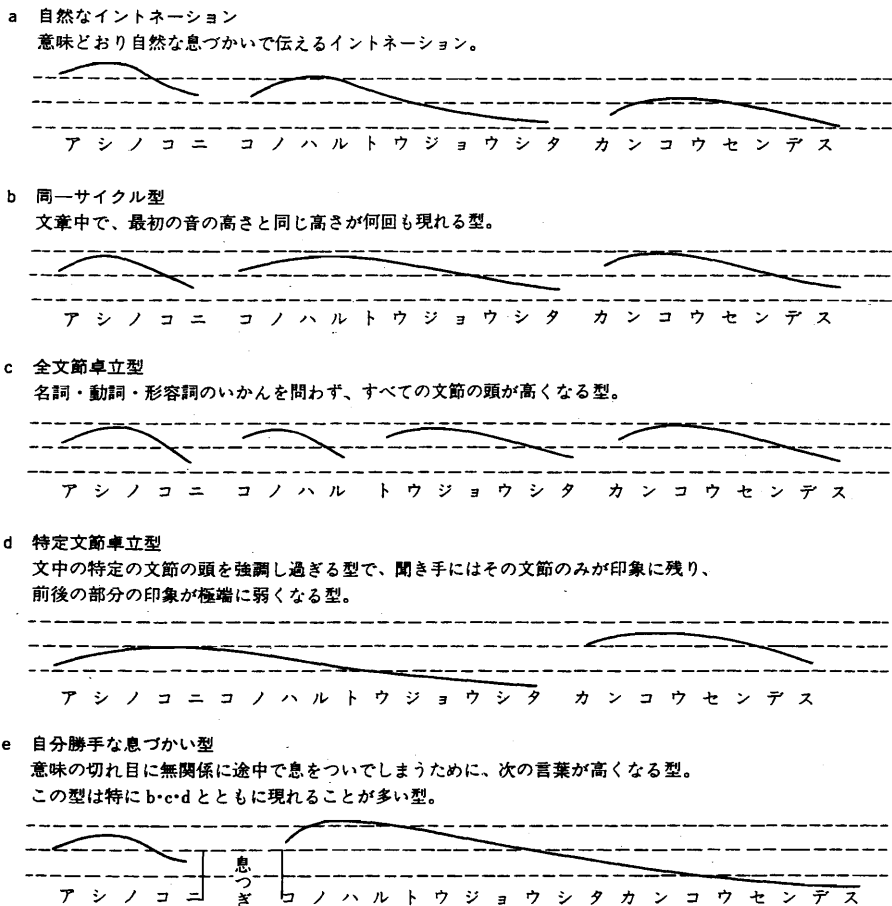 a 自然なイントネーション
意味どおり自然な息づかいで伝えるイントネーション。
アシノコニ コノハルトウジョウシタ カンコウセンデス
b 同一サイクル型
文章中で、最初の音の高さと同じ高さが何回も現れる型。
アシノコニ コノハルトウジョウシタ カンコウセンデス
c 全文節卓立型
名詞・動詞・形容詞のいかんを問わず、すべての文節の頭が高くなる型。
アシノコニ コノハル トウジョウシタ カンコウセンデス
d 特定文節卓立型
文中の特定の文節の頭を強調し過ぎる型で、聞き手にはその文節のみが印象に残り、
前後の部分の印象が極端に弱くなる型。
アシノコニコノハルトウジョウシタ カンコウセンデス
e 自分勝手な息づかい型
意味の切れ目に無関係に途中で息をついでしまうために、次の言葉が高くなる型。
この型は特にb・c・dとともに現れることが多い型。
アシノコニ 息つぎ コノハルトウジョウシタカンコウセンデス